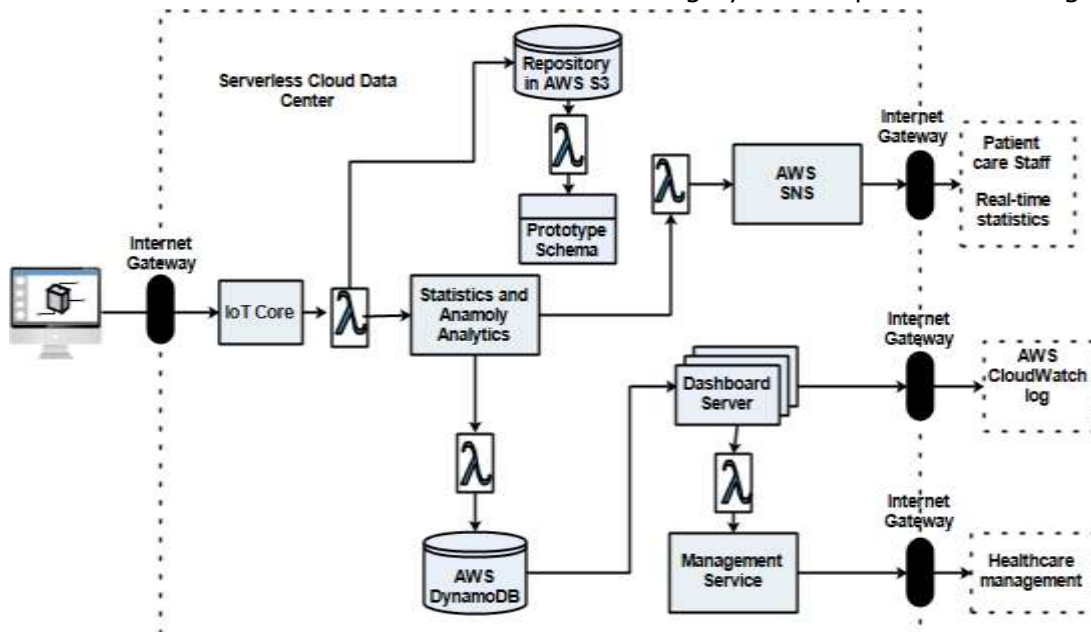 Repository
in AWS S3
Serverless Cloud Data
Center
λ
Internet
Gateway
Patient
care Staff
Real-time
statistics
AWS
SNS
λ
Prototype
Schema
Internet
Gateway
IoT Core
λ
Statistics and
Anamoly
Analytics
Internet
Gateway
Dashboard
Server
AWS
CloudWatch
log
λ
λ
Internet
Gateway
AWS
DynamoDB
Management
Service
Healthcare
management